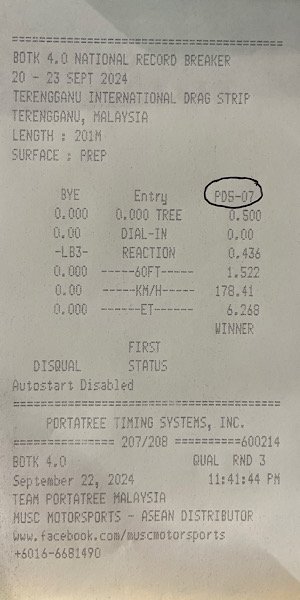 ==================================
BOTK 4.0 NATIONAL RECORD BREAKER
20 - 23 SEPT 2024
TERENGGANU INTERNATIONAL DRAG STRIP
TERENGGANU, MALAYSIA
LENGTH : 201M
SURFACE : PREP
BYE Entry PDS-07
0.000 0.000 TREE 0.500
0.00 DIAL-IN 0.00
-LB3- REACTION 0.436
0.000 -----60FT------ 1.522
0.00 -----KM/H------ 178.41
0.000 ------ET------- 6.268
WINNER
FIRST
DISQUAL STATUS
Autostart Disabled
==================================
PORTATREE TIMING SYSTEMS, INC.
============== 207/208 =========600214
BOTK 4.0 QUAL RND 3
September 22, 2024 11:41:44 PM
TEAM PORTATREE MALAYSIA
MUSC MOTORSPORTS - ASEAN DISTRIBUTOR
www.facebook.com/muscmotorsports
+6016-6681490